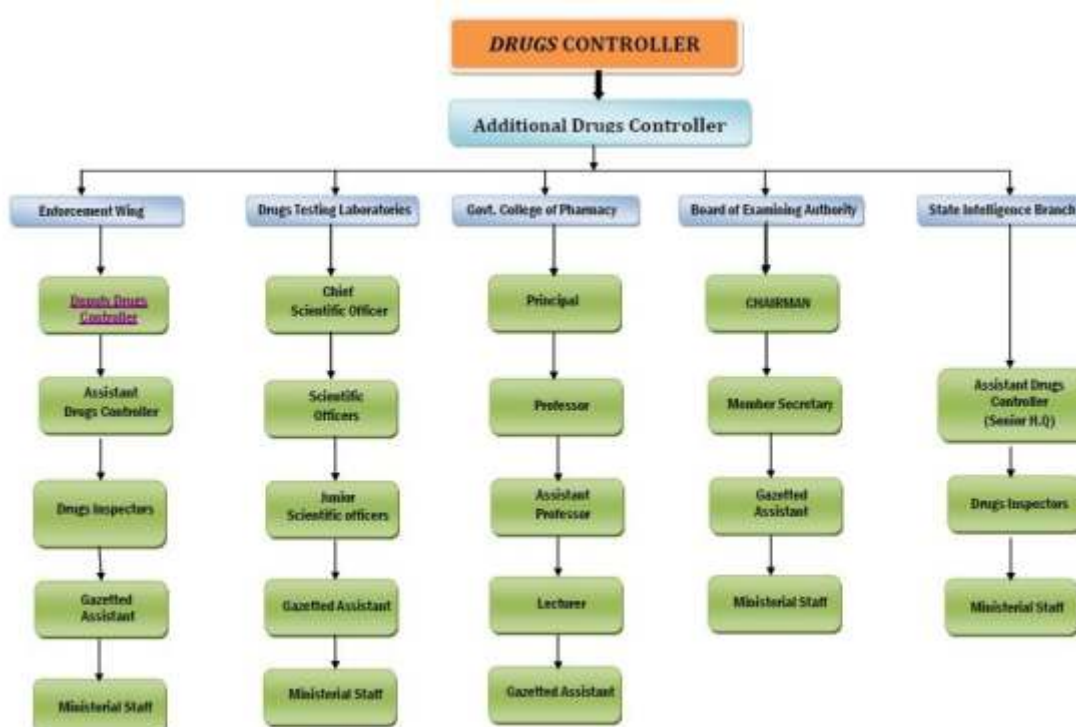 DRUGS CONTROLLER
Additional Drugs Controller
Enforcement Wing
Drugs Testing Laboratories
Govt. College of Pharmacy
Board of Examining Authority
State Intelligence Branch
Deputy Drugs
Controller
Chief
Scientific Officer
Principal
CHAIRMAN
Assistant
Drugs Controller
Scientific
Officers
Professor
Member Secretary
Assistant Drugs
Controller
(Senior H.Q)
Drugs Inspectors
Junior
Scientific officers
Assistant
Professor
Gazetted
Assistant
Drugs Inspectors
Gazetted
Assistant
Gazetted Assistant
Lecturer
Ministerial Staff
Ministerial Staff
Ministerial Staff
Ministerial Staff
Gazetted Assistant